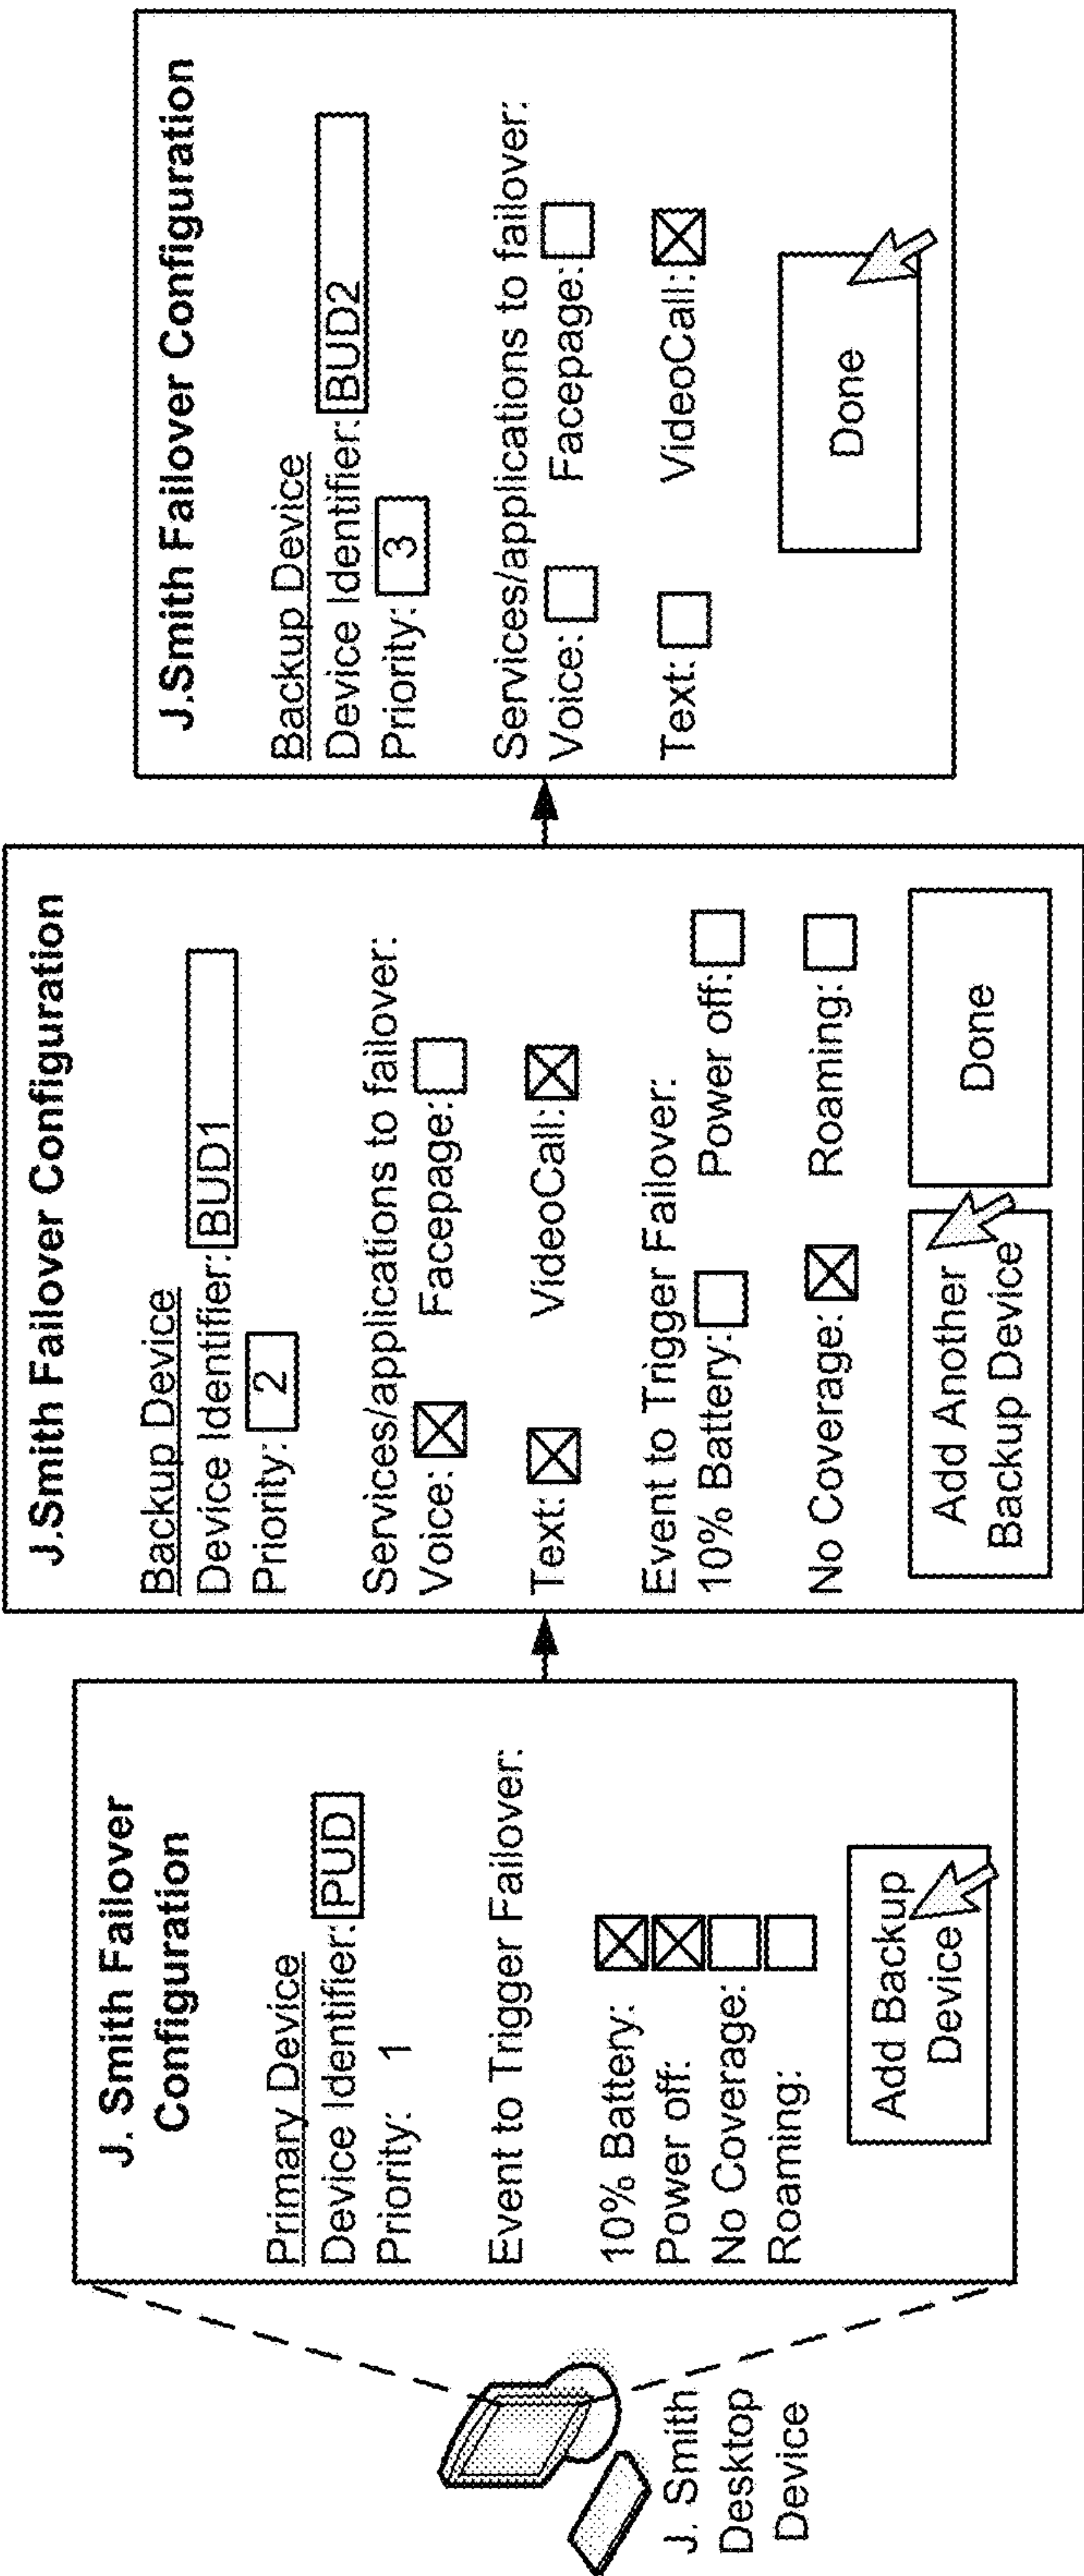 J. Smith
Desktop
Device
J. Smith Failover
Configuration
Primary Device
Device Identifier: PUD
Priority: 1
Event to Trigger Failover:
10% Battery:
Power off:
No Coverage:
Roaming:
Add Backup
Device
J.Smith Failover Configuration
Backup Device
Device Identifier: BUD1
Priority: 2
Services/applications to failover:
Voice: Facepage:
Text: VideoCall:
Event to Trigger Failover:
10% Battery: Power off:
No Coverage: Roaming:
Add Another
Backup Device
Done
J.Smith Failover Configuration
Backup Device
Device Identifier: BUD2
Priority: 3
Services/applications to failover:
Voice: Facepage:
Text: VideoCall:
Done